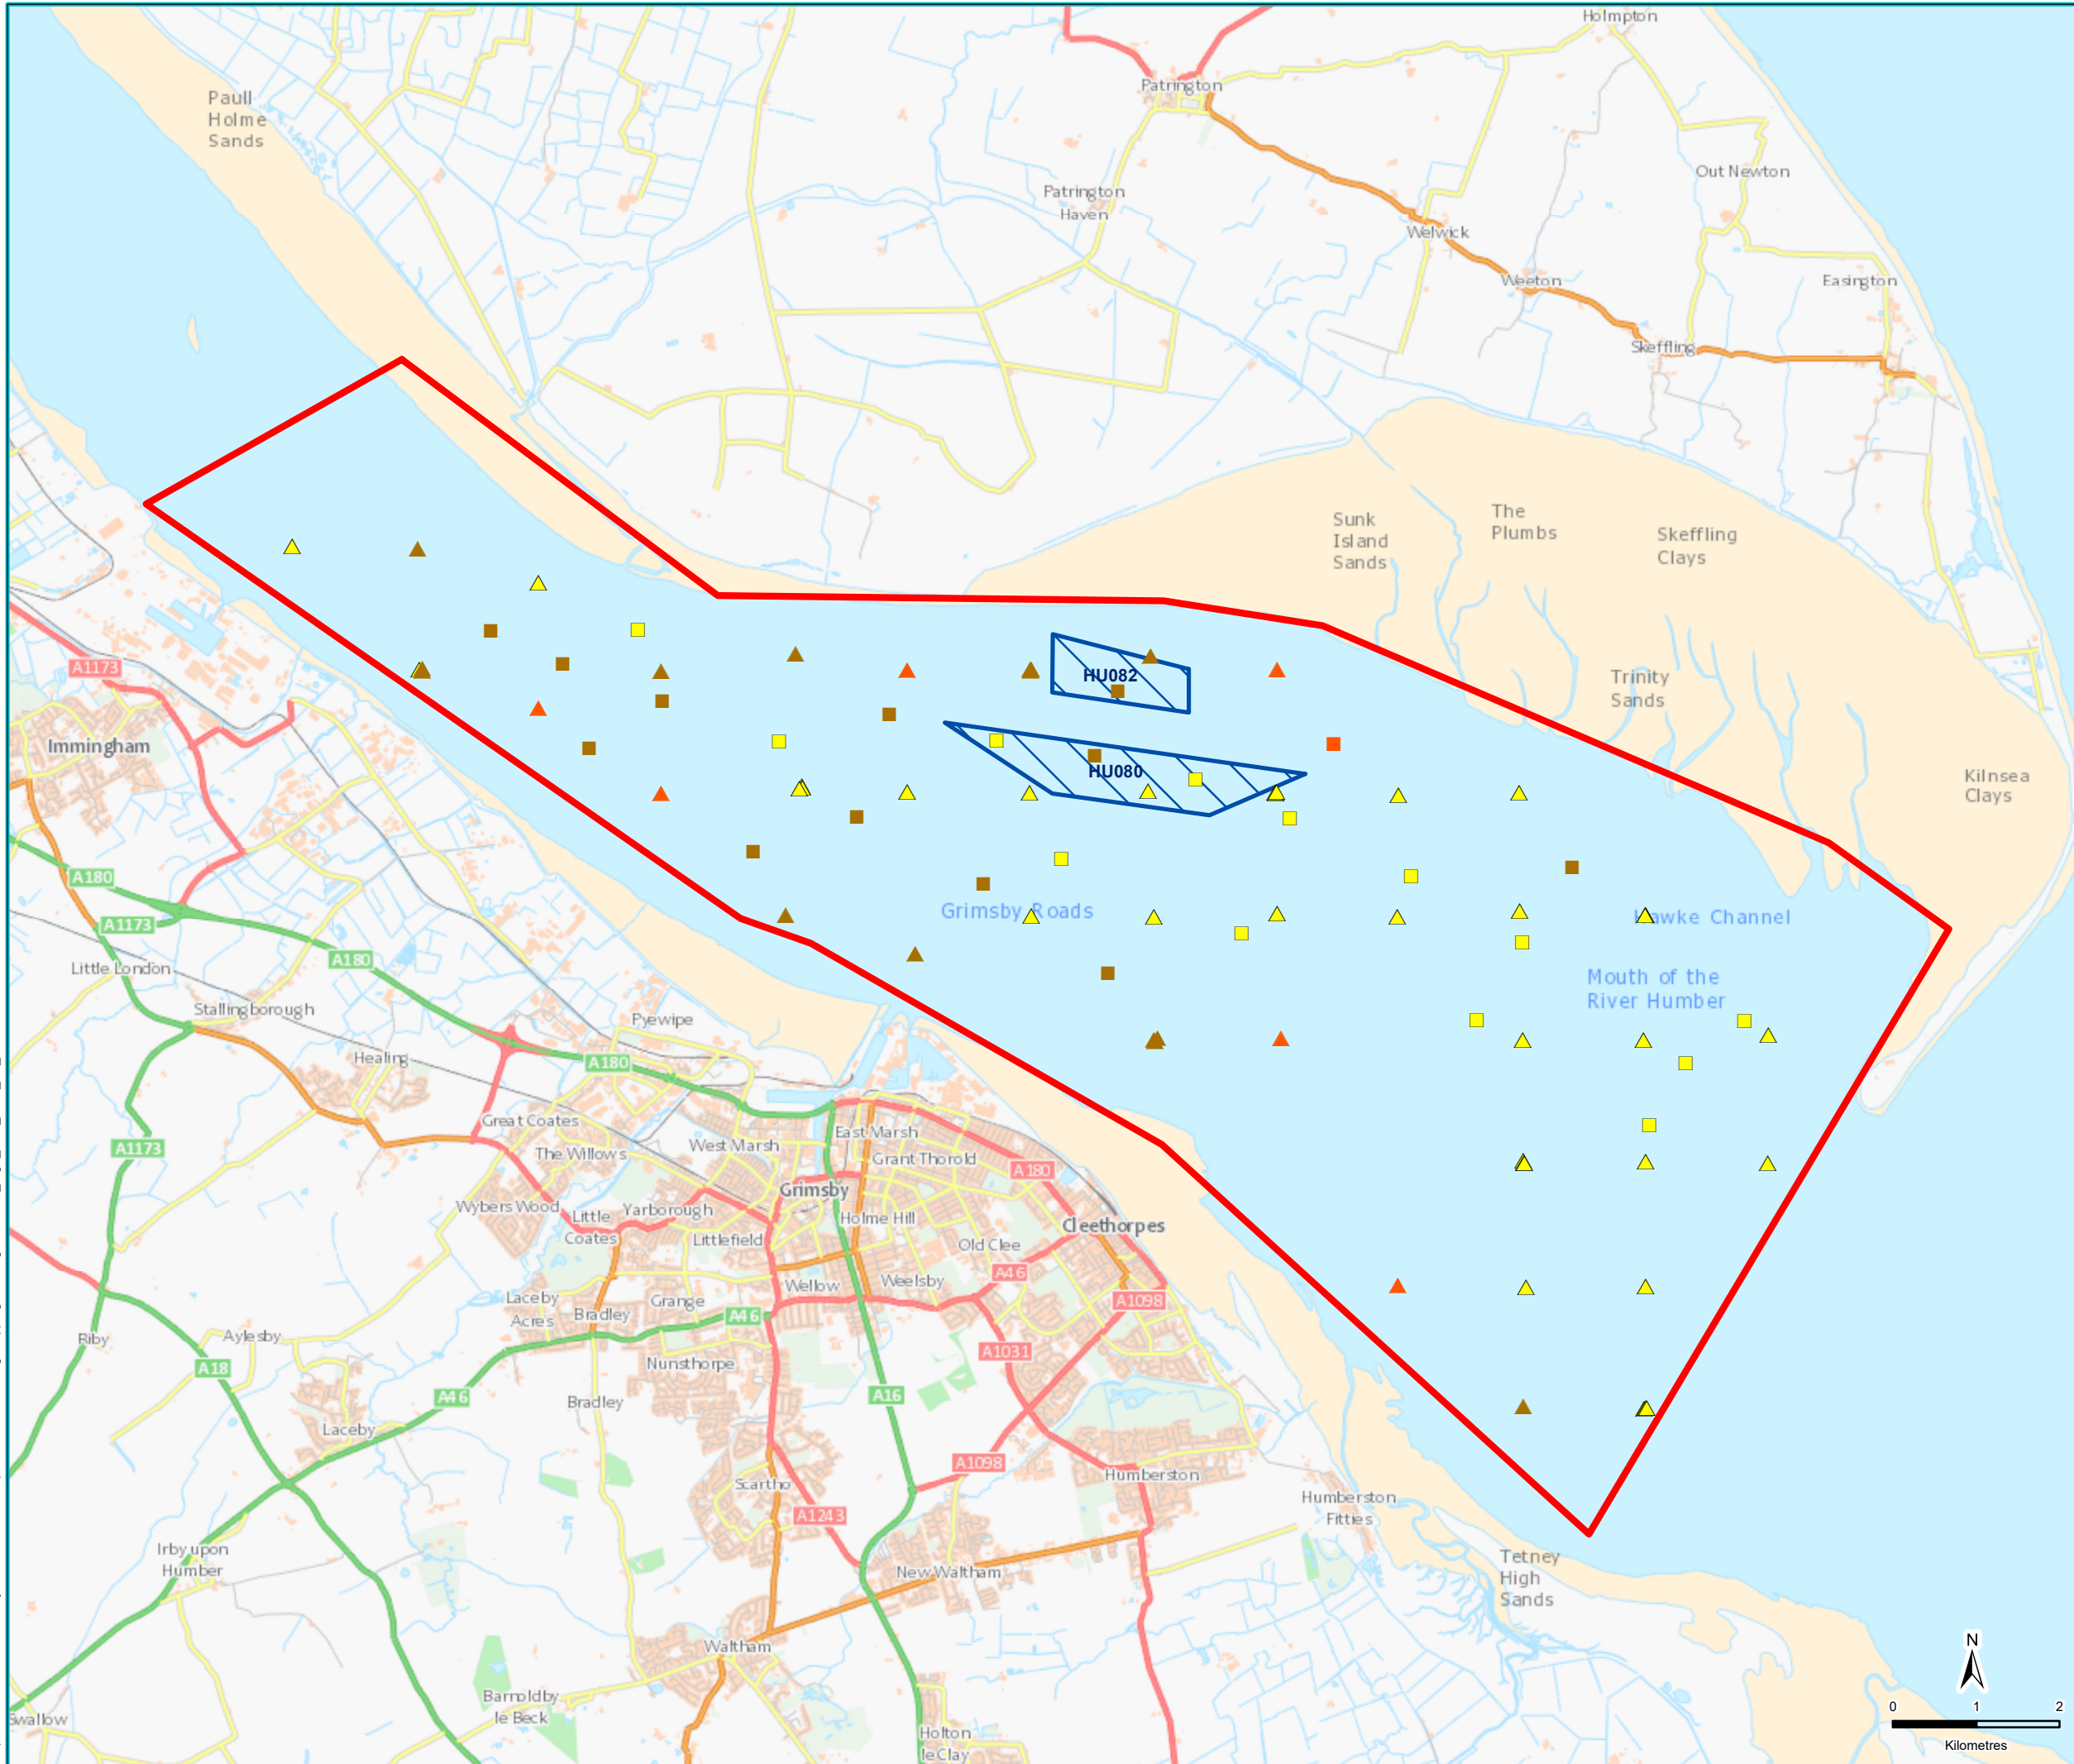 Holmpton
Patrington
Paull
Holme
Sands
Out Newton
Patrington
Haven
Welwick
Weeton
Easington
Skeffling
Sunk
Island
Sands
The
Plumbs
Skeffling
Clays
A1173
HU082
Trinity
Sands
Immingham
HU080
Kilnsea
Clays
A180
Grimsby Roads
Hawke Channel
A1173
A180
Little London
Mouth of the
River Humber
Stallingborough
Pyewipe
Healing
A180
Great Coates
East Marsh
A1173
West Marsh
The Willows
Grant Thorold
A180
Grimsby
Wybers Wood
Little
Coates
Yarborough
Holme Hill
Cleethorpes
Littlefield
Old Clee
A46
Wellow
Weelsby
Laceby
Acres
Bradley
Grange
A46
A1098
Riby
Aylesby
A1031
A18
Nunsthorpe
A46
Bradley
A16
Laceby
A1098
Humberston
Scartho
Humberston
Fitties
A1243
Irby upon
Humber
New Waltham
Tetney
High
Sands
Waltham
N
Barnoldby
le Beck
0 1 2
Swallow
Holton
le Clay
Kilometres